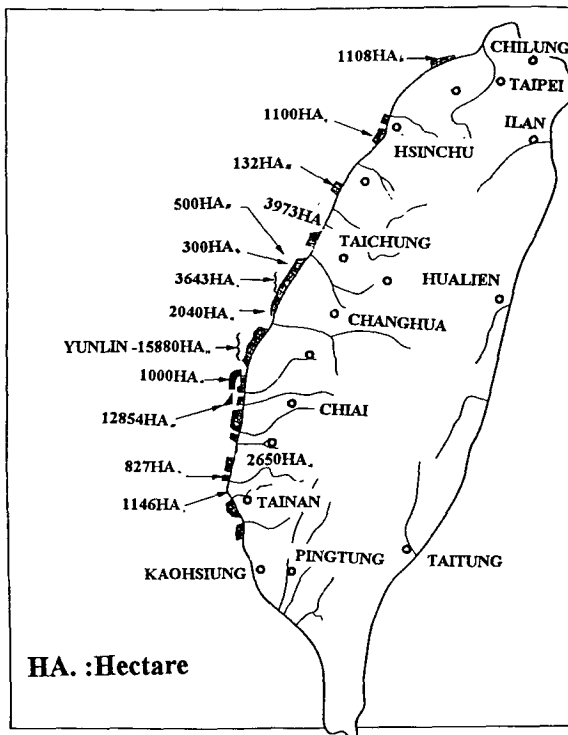 CHILUNG
1108HA.
TAIPEI
1100HA.
ILAN
HSINCHU
132HA.
3973HA
500HA.
TAICHUNG
300HA.
3643HA.
HUALIEN
2040HA.
CHANGHUA
YUNLIN -15880HA.
1000HA.
CHIAI
12854HA.
2650HA.
827HA.
1146HA.
TAINAN
PINGTUNG
TAITUNG
KAOHSIUNG
HA. :Hectare